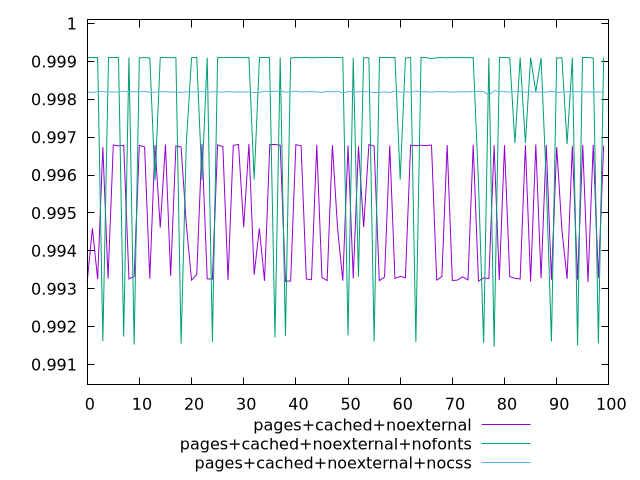 1
0.999
0.998
0.997
0.996
0.995
0.994
0.993
0.992
0.991
0 10 20 30 40 50 60 70 80 90 100
pages+cached+noexternal
pages+cached+noexternal+nofonts
pages+cached+noexternal+nocss